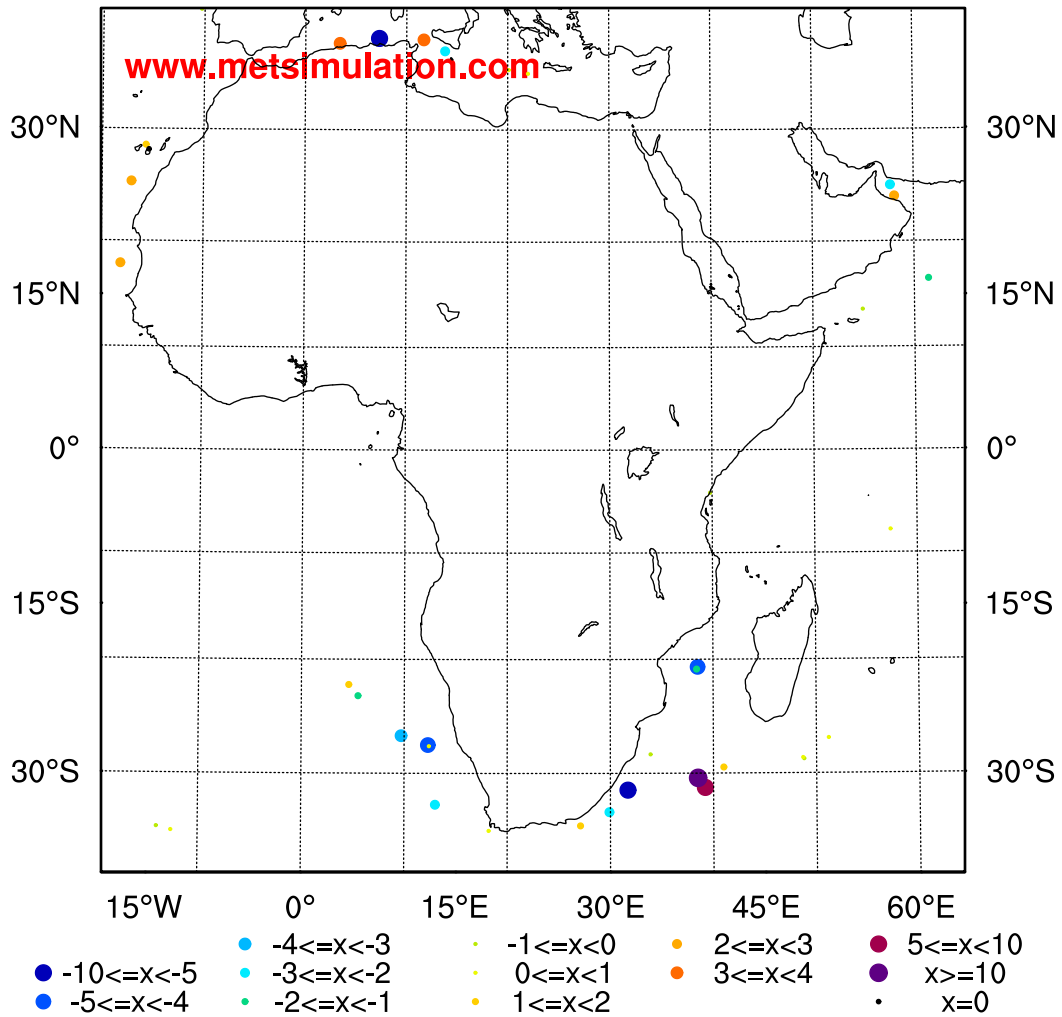 www.metsimulation.com
30°N 30°N
15°N 15°N
0° 0°
15°S 15°S
30°S 30°S
15°W 0° 15°E 30°E 45°E 60°E
-4<=x<-3 -1<=x<0 2<=x<3 5<=x<10
-10<=x<-5 -3<=x<-2 0<=x<1 3<=x<4 x>=10
-5<=x<-4 -2<=x<-1 1<=x<2 x=0